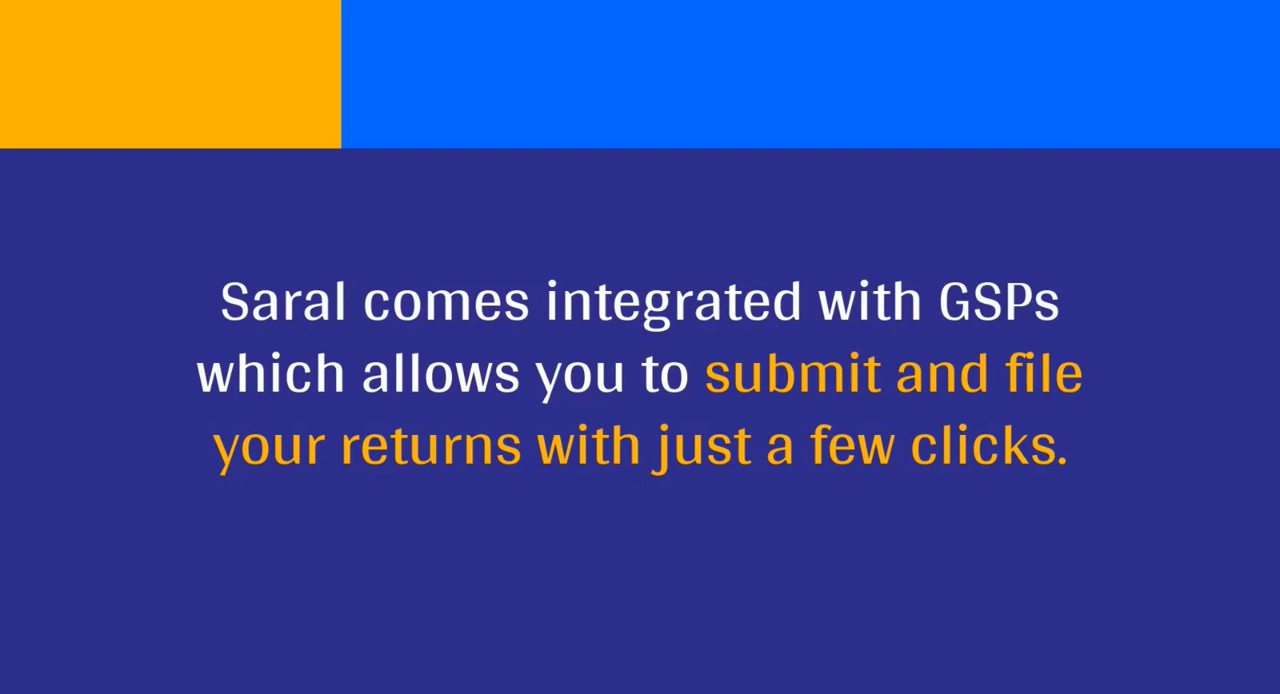 Saral comes integrated with GSPs
which allows you to submit and file
your returns with just a few clicks.